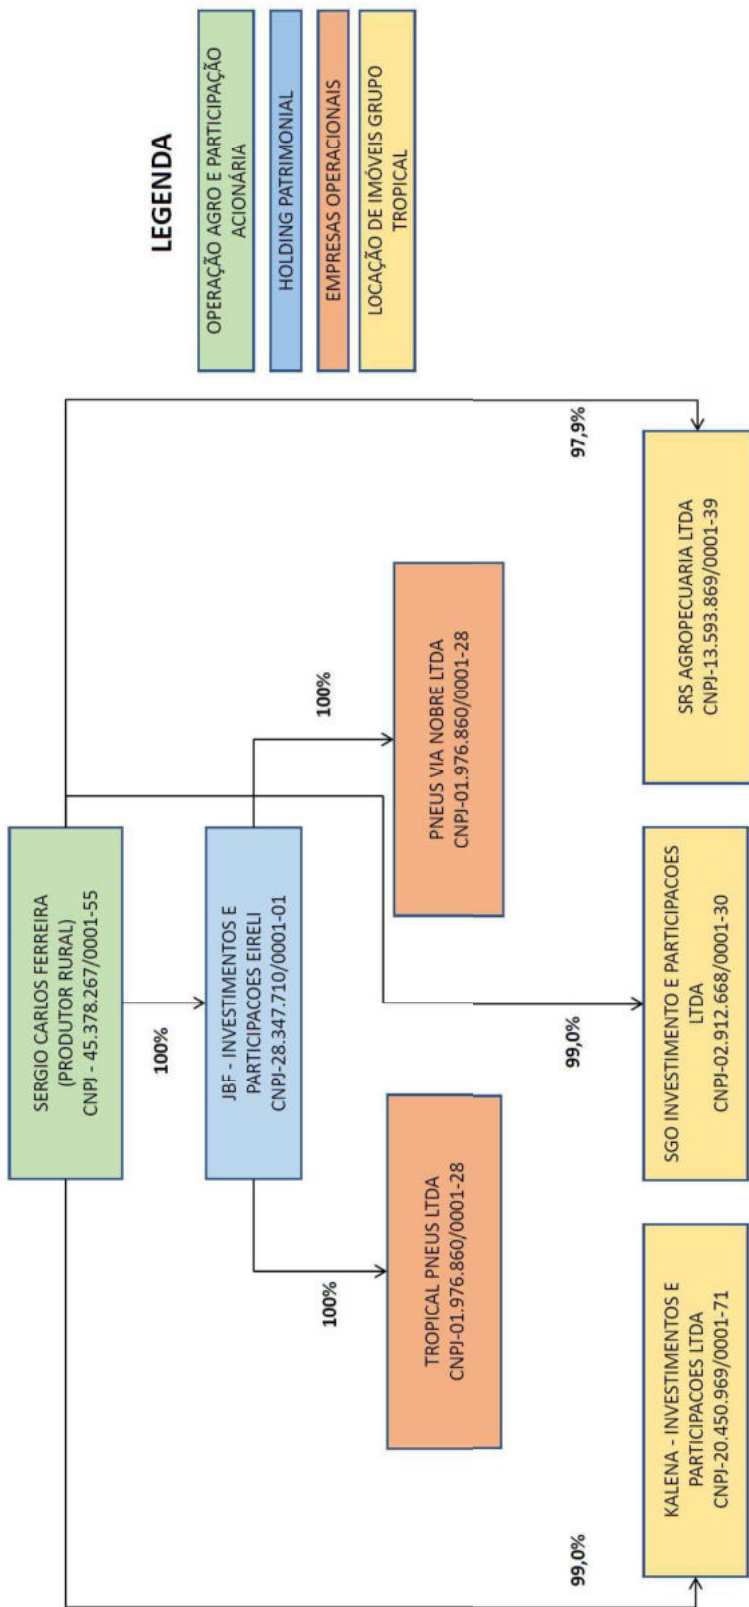 SERGIO CARLOS FERREIRA
(PRODUTOR RURAL)
CNPJ - 45.378.267/0001-55
100%
JBF - INVESTIMENTOS E
PARTICIPACOES EIRELI
CNPJ-28.347.710/0001-01
100%
100%
TROPICAL PNEUS LTDA
CNPJ-01.976.860/0001-28
PNEUS VIA NOBRE LTDA
CNPJ-01.976.860/0001-28
99,0%
99,0%
97,9%
KALENA - INVESTIMENTOS E
PARTICIPACOES LTDA
CNPJ-20.450.969/0001-71
SGO INVESTIMENTO E PARTICIPACOES
LTDA
CNPJ-02.912.668/0001-30
SRS AGROPECUARIA LTDA
CNPJ-13.593.869/0001-39
LEGENDA
OPERAÇÃO AGRO E PARTICIPAÇÃO
ACIONÁRIA
HOLDING PATRIMONIAL
EMPRESAS OPERACIONAIS
LOCAÇÃO DE IMÓVEIS GRUPO
TROPICAL